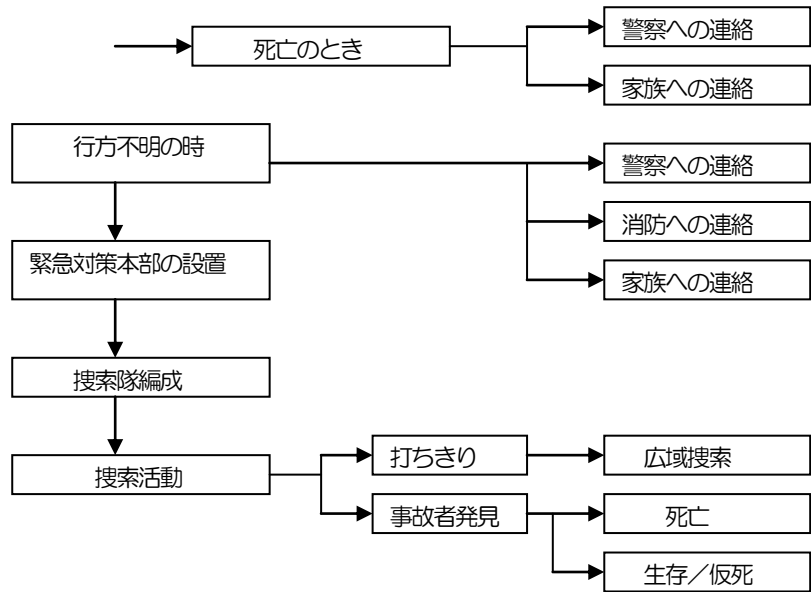 死亡のとき
警察への連絡
家族への連絡
行方不明の時
警察への連絡
消防への連絡
家族への連絡
緊急対策本部の設置
捜索隊編成
捜索活動
打ちきり
広域捜索
事故者発見
死亡
生存／仮死